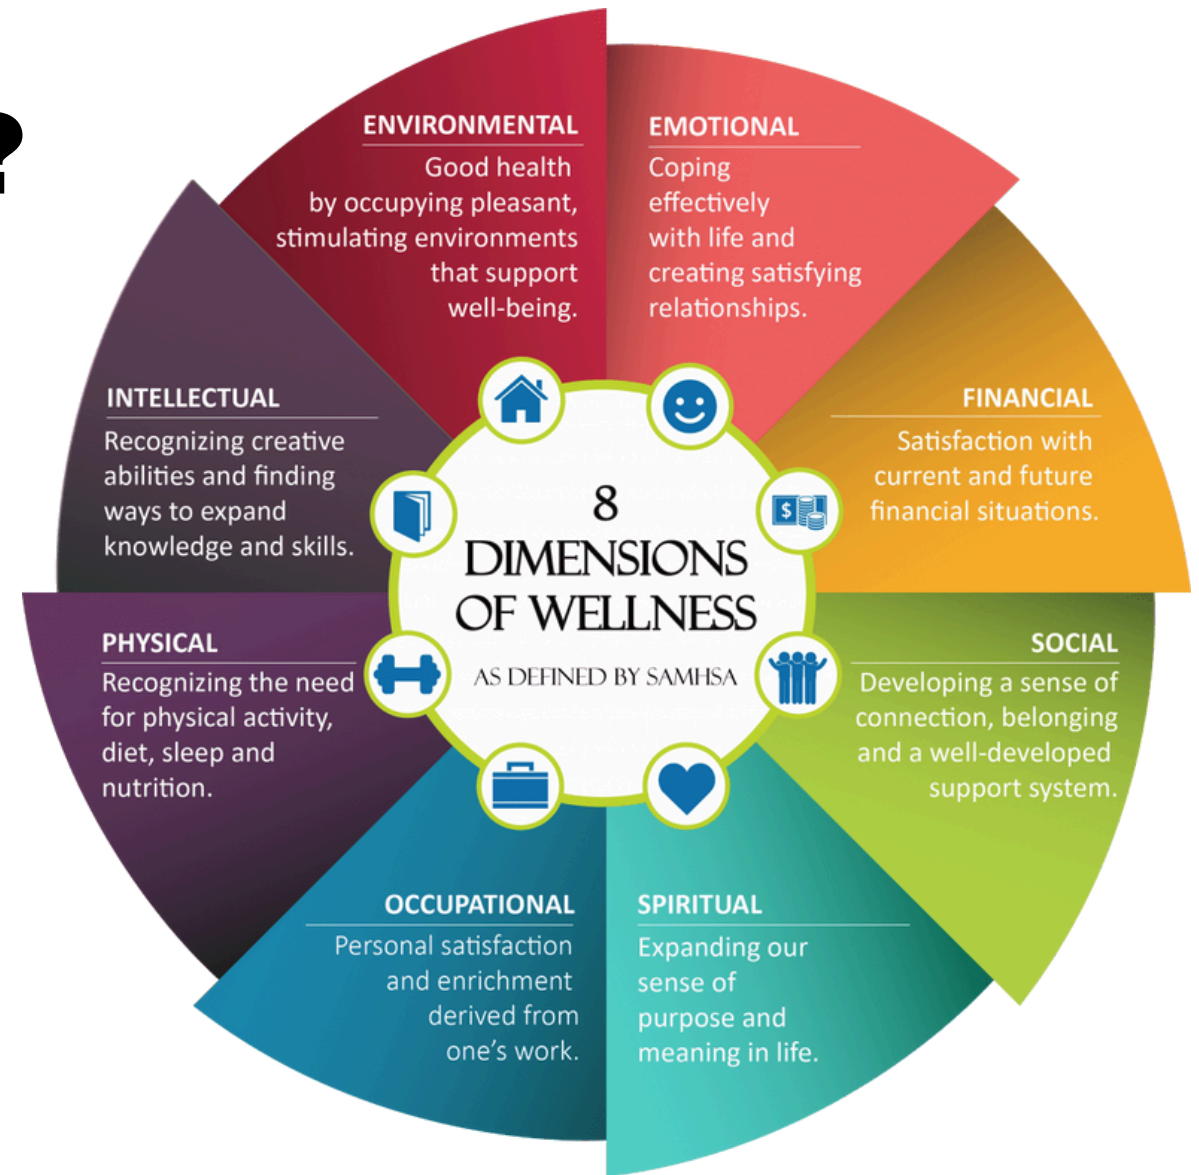 ?
ENVIRONMENTAL
Good health
by occupying pleasant,
stimulating environments
that support
well-being.
EMOTIONAL
Coping
effectively
with life and
creating satisfying
relationships.
FINANCIAL
Satisfaction with
current and future
financial situations.
SOCIAL
Developing a sense of
connection, belonging
and a well-developed
support system.
SPIRITUAL
Expanding our
sense of
purpose and
meaning in life.
OCCUPATIONAL
Personal satisfaction
and enrichment
derived from
one’s work.
PHYSICAL
Recognizing the need
for physical activity,
diet, sleep and
nutrition.
INTELLECTUAL
Recognizing creative
abilities and finding
ways to expand
knowledge and skills.
8
DIMENSIONS
OF WELLNESS
AS DEFINED BY SAMHSA
$